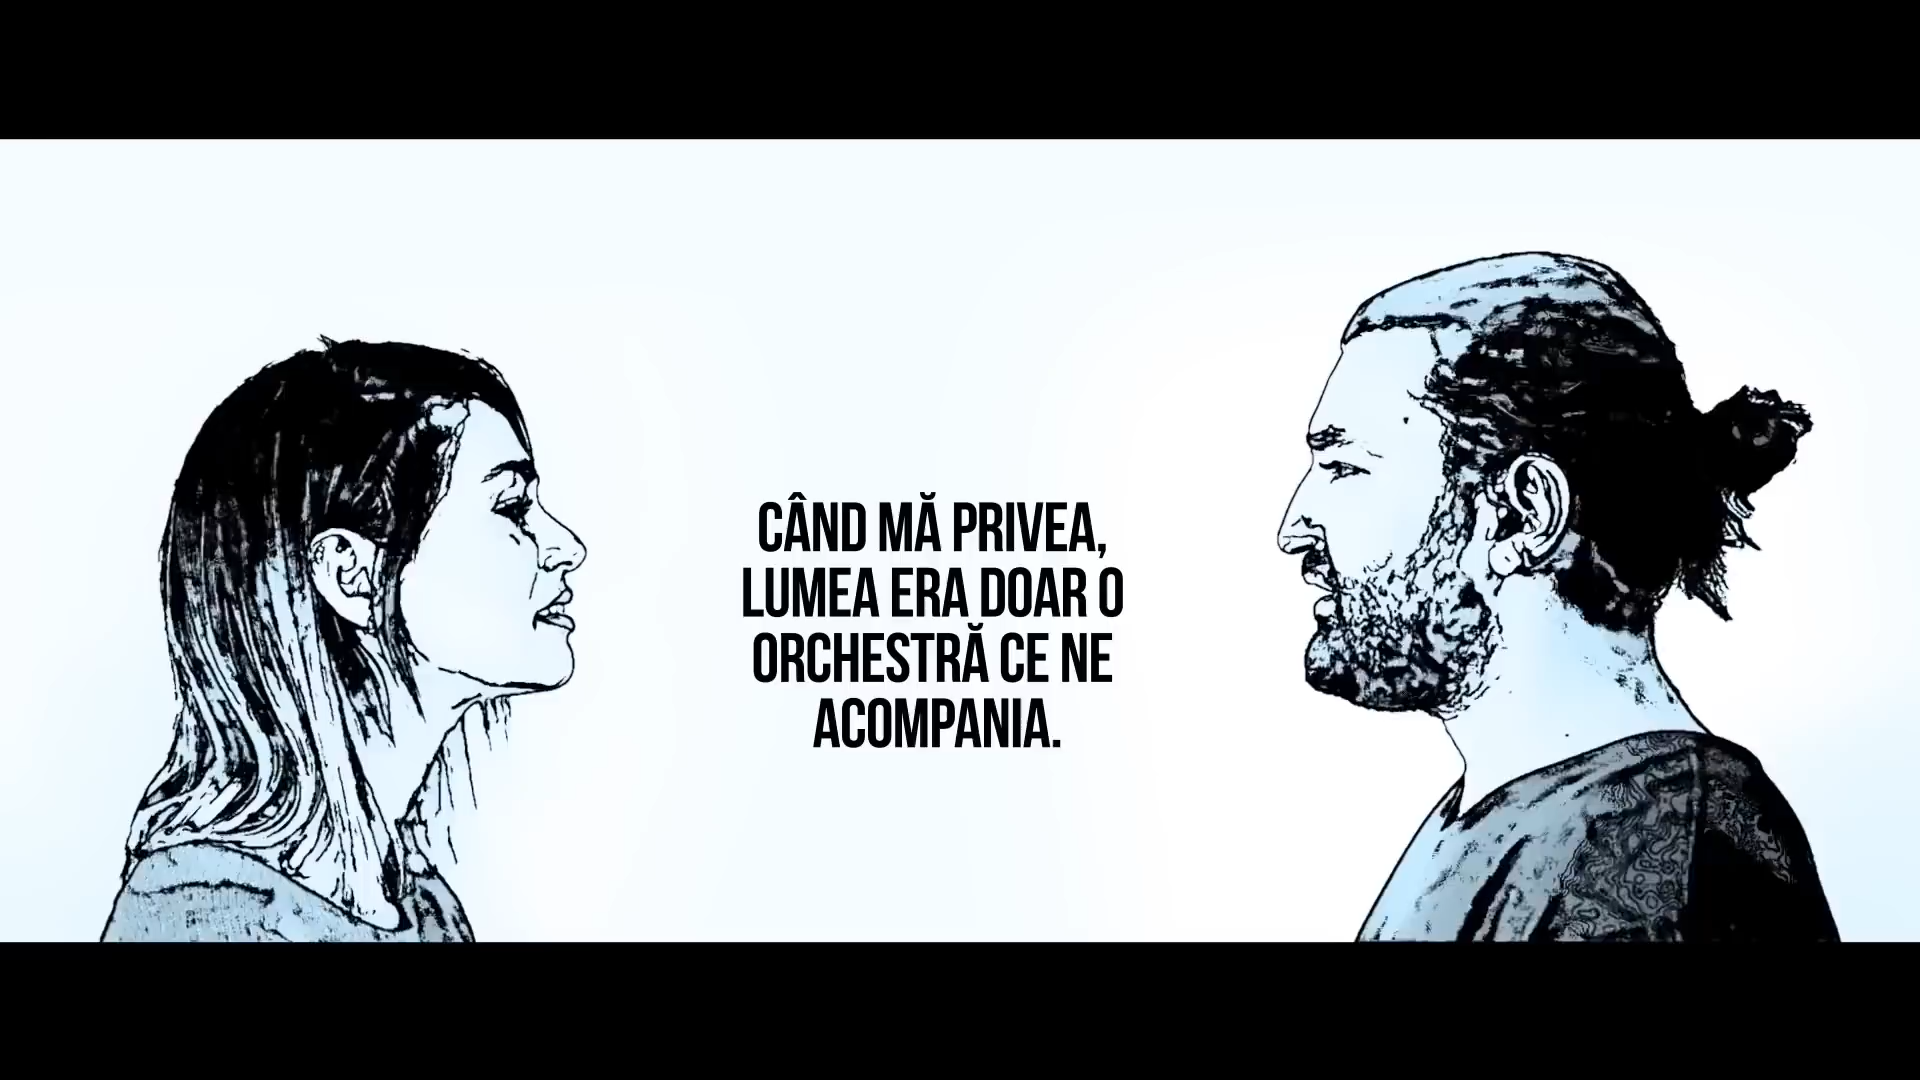 CÂND MĂ PRIVEA,
LUMEA ERA DOAR O
ORCHESTRĂ CE NE
ACOMPANIA.